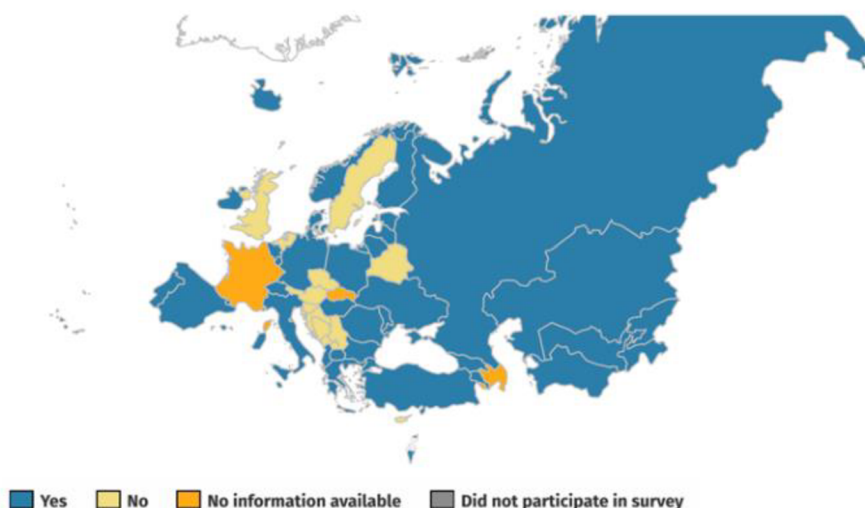 Yes No No information available Did not participate in survey